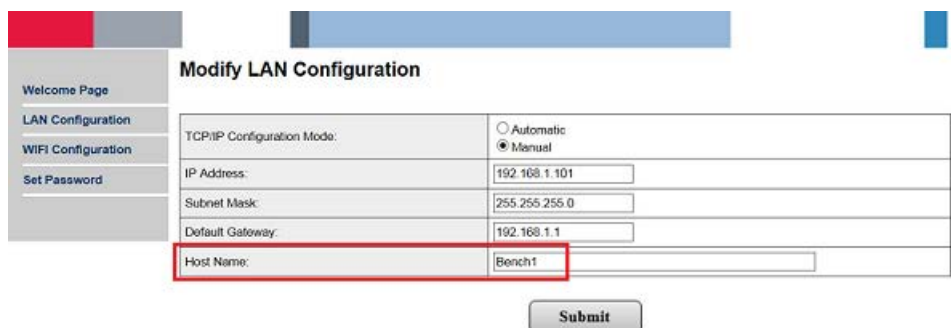 Modify LAN Configuration
Welcome Page
LAN Configuration
WIFI Configuration
Set Password
TCP/IP Configuration Mode:
Automatic
Manual
IP Address:
192.168.1.101
Subnet Mask:
255.255.255.0
Default Gateway:
192.168.1.1
Host Name:
Bench1
Submit